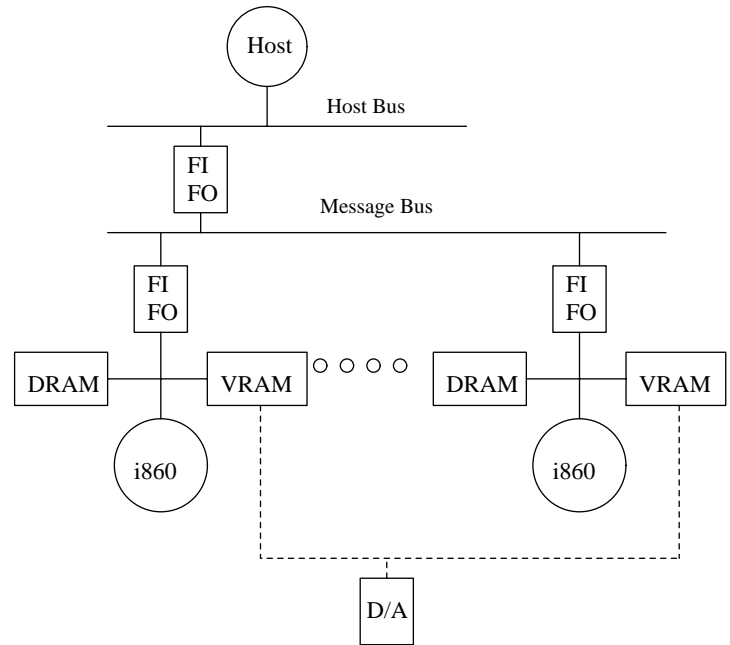 Host
Host Bus
FI
FO
Message Bus
FI
FO
FI
FO
DRAM
VRAM
DRAM
VRAM
i860
i860
D/A